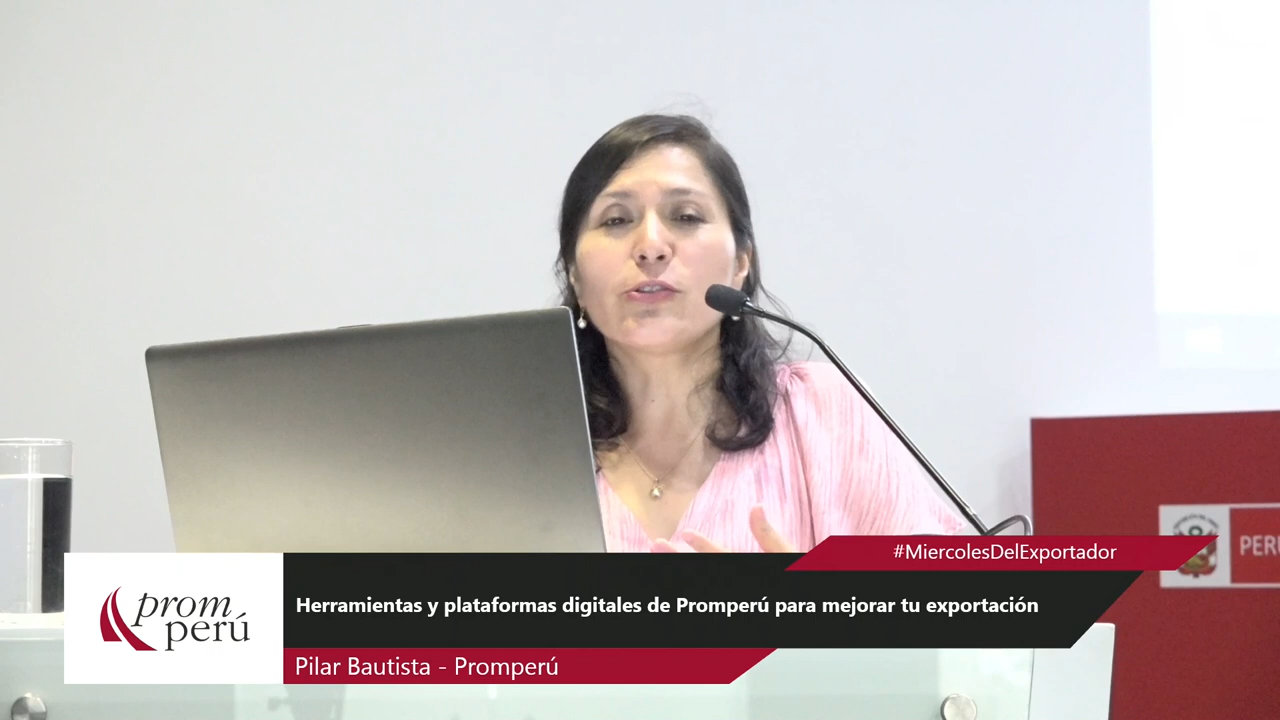 #MiercolesDelExportador
PERÚ
prom
perú
Herramientas y plataformas digitales de Promperú para mejorar tu exportación
Pilar Bautista - Promperú